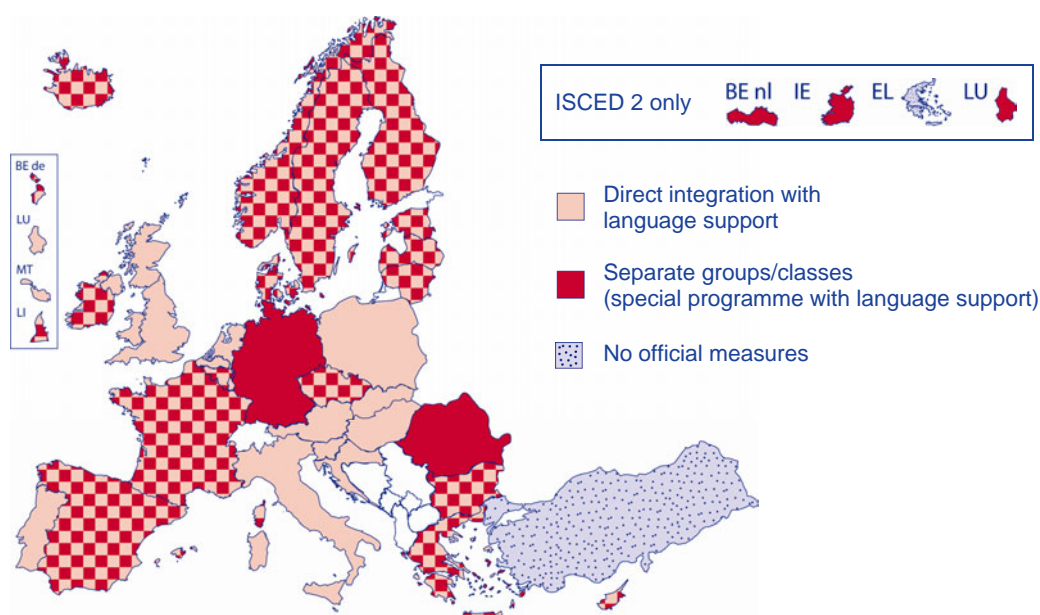 ISCED 2 only
BE nl IE EL LU
BE de
LU
MT
LI
Direct integration with
language support
Separate groups/classes
(special programme with language support)
No official measures